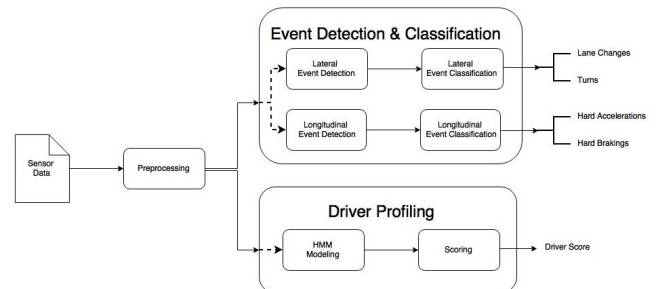 Event Detection & Classification
Lateral
Event Detection
Lateral
Event Classification
Lane Changes
Turns
Longitudinal
Event Detection
Longitudinal
Event Classification
Hard Accelerations
Hard Brakings
Sensor
Data
Preprocessing
Driver Profiling
HMM
Modeling
Scoring
Driver Score